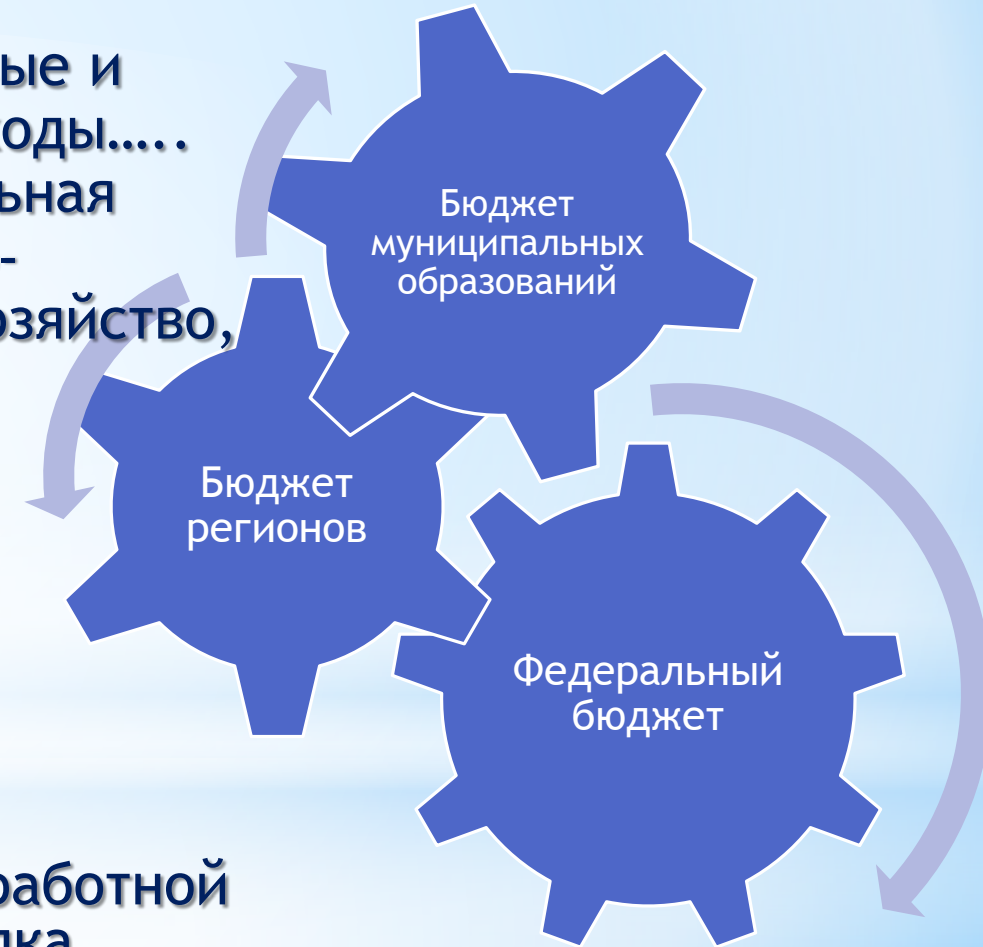 ые и
оды.....
ьная
-
озяйство,
Бюджет
муниципальных
образований
Бюджет
регионов
Федеральный
бюджет
работной